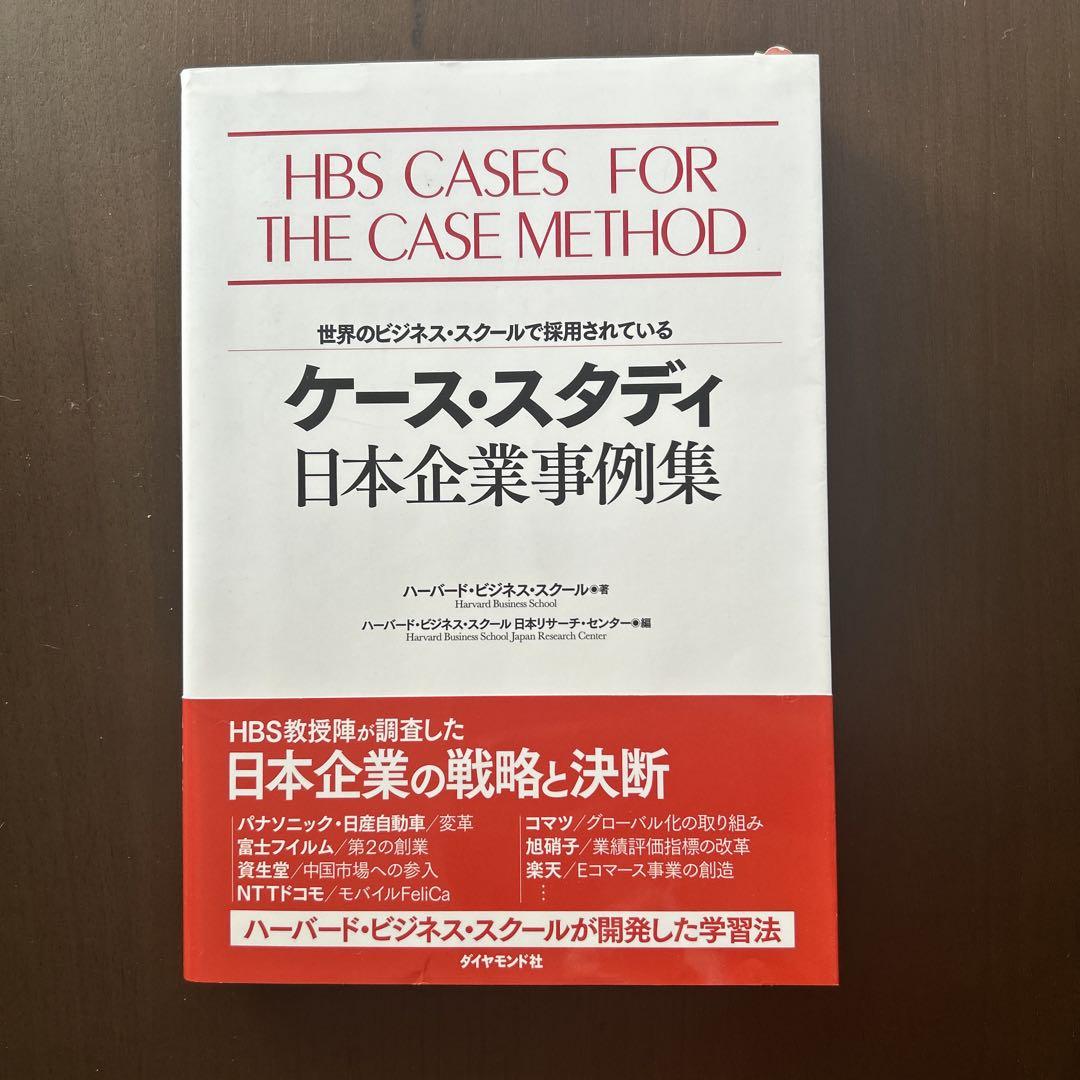 HBS CASES FOR
THE CASE METHOD
世界のビジネス・スクールで採用されている
ケース・スタディ
日本企業事例集
ハーバード・ビジネス・スクール◉著
Harvard Business School
ハーバード・ビジネス・スクール 日本リサーチ・センター◉編
Harvard Business School Japan Research Center
HBS教授陣が調査した
日本企業の戦略と決断
パナソニック・日産自動車/変革
富士フイルム/第2の創業
資生堂/中国市場への参入
NTTドコモ/モバイルFeliCa
コマツ/グローバル化の取り組み
旭硝子/業績評価指標の改革
楽天/Eコマース事業の創造
⋮
ハーバード・ビジネス・スクールが開発した学習法
ダイヤモンド社